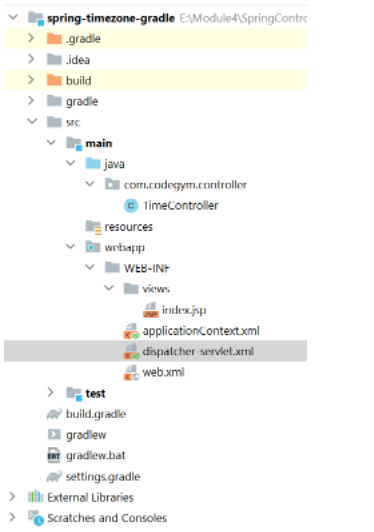 spring-timezone-gradle E:\Module4\SpringContro
.gradle
.idea
build
gradle
src
main
java
com.codegym.controller
TimeController
resources
webapp
WEB-INF
views
index.jsp
applicationContext.xml
dispatcher-servlet.xml
web.xml
test
build.gradle
gradlew
gradlew.bat
settings.gradle
External Libraries
Scratches and Consoles